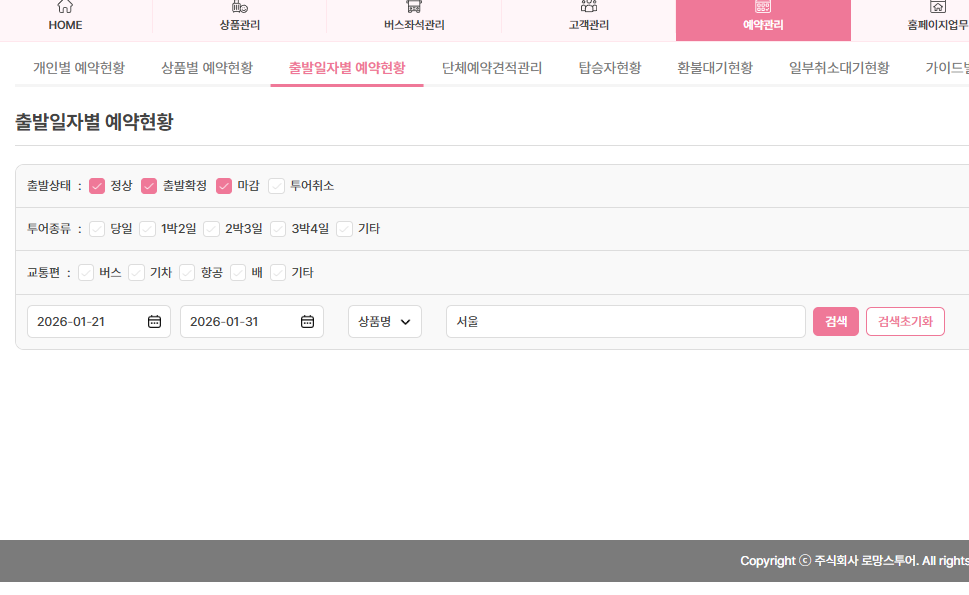 HOME 상품관리 버스좌석관리 고객관리 예약관리 홈페이지업무
개인별 예약현황 상품별 예약현황 출발일자별 예약현황 단체예약견적관리 탑승자현황 환불대기현황 일부취소대기현황 가이드별
출발일자별 예약현황
출발상태 : 정상 출발확정 마감 투어취소
투어종류 : 당일 1박2일 2박3일 3박4일 기타
교통편 : 버스 기차 항공 배 기타
2026-01-21 2026-01-31 상품명 서울 검색 검색초기화
Copyright ⓒ 주식회사 로망스투어. All rights